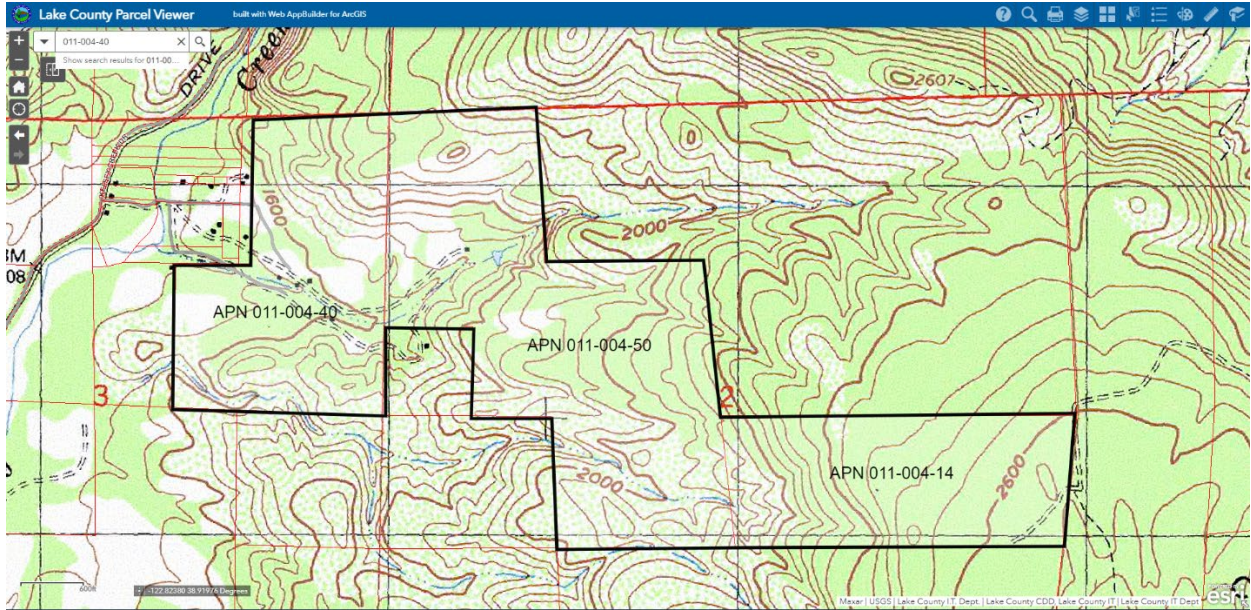 Lake County Parcel Viewer built with Web AppBuilder for ArcGIS
011-004-40
Show search results for 011-00...
DRIVE
2607
1600
2000
3M
08
APN 011-004-40
APN 011-004-50
3
2
APN 011-004-14
2000
2600
600ft
-122.82380 38.91976 Degrees
Maxar | USGS | Lake County I.T. Dept. | Lake County CDD, Lake County IT | Lake County IT Dept
esri